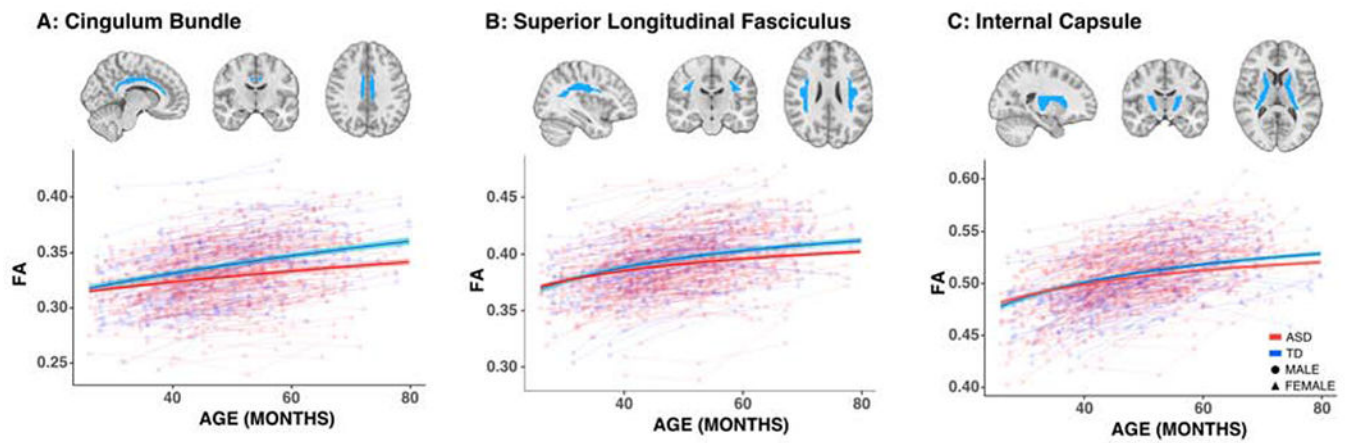 A: Cingulum Bundle
B: Superior Longitudinal Fasciculus
C: Internal Capsule
FA
0.40
0.35
0.30
0.25
40
60
80
AGE (MONTHS)
FA
0.45
0.40
0.35
0.30
40
60
80
AGE (MONTHS)
FA
0.60
0.55
0.50
0.45
0.40
40
60
80
AGE (MONTHS)
ASD
TD
MALE
FEMALE